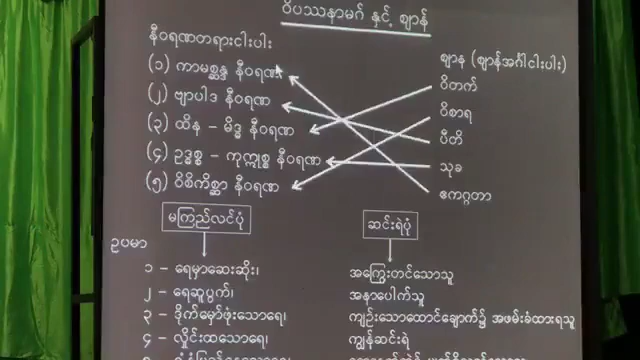 ဝိပဿနာမဂ် နှင့် ဈာန်
နီဝရဏတရားငါးပါး
ဈာန (ဈာန်အင်္ဂါငါးပါး)
(၁) ကာမစ္ဆန္ဒ နီဝရဏ
ဝိတက်
(၂) ဗျာပါဒ နီဝရဏ
ဝိစာရ
(၃) ထိန - မိဒ္ဓ နီဝရဏ
ပီတိ
(၄) ဥဒ္ဓစ္စ - ကုက္ကုစ္စ နီဝရဏ
သုခ
(၅) ဝိစိကိစ္ဆာ နီဝရဏ
ဧကဂ္ဂတာ
မကြည်လင်ပုံ
ဆင်းရဲပုံ
ဥပမာ
၁ - ရေမှာဆေးဆိုး၊
အကြွေးတင်သောသူ
၂ - ရေဆူပွက်၊
အနာပေါက်သူ
၃ - ဒိုက်မှော်ဖုံးသောရေ၊
ကျဉ်းသောထောင်ချောက်၌ အဖမ်းခံထားရသူ
၄ - လှိုင်းထသောရေ၊
ကျွန်ဆင်းရဲ